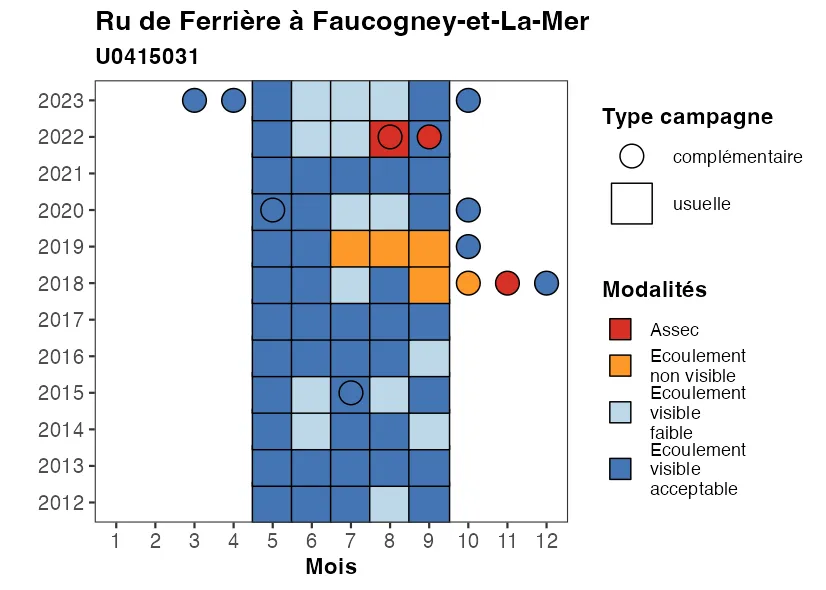 Ru de Ferrière à Faucogney-et-La-Mer
U0415031
2023
2022
2021
2020
2019
2018
2017
2016
2015
2014
2013
2012
1 2 3 4 5 6 7 8 9 10 11 12
Mois
Type campagne
complémentaire
usuelle
Modalités
Assec
Ecoulement
non visible
Ecoulement
visible
faible
Ecoulement
visible
acceptable